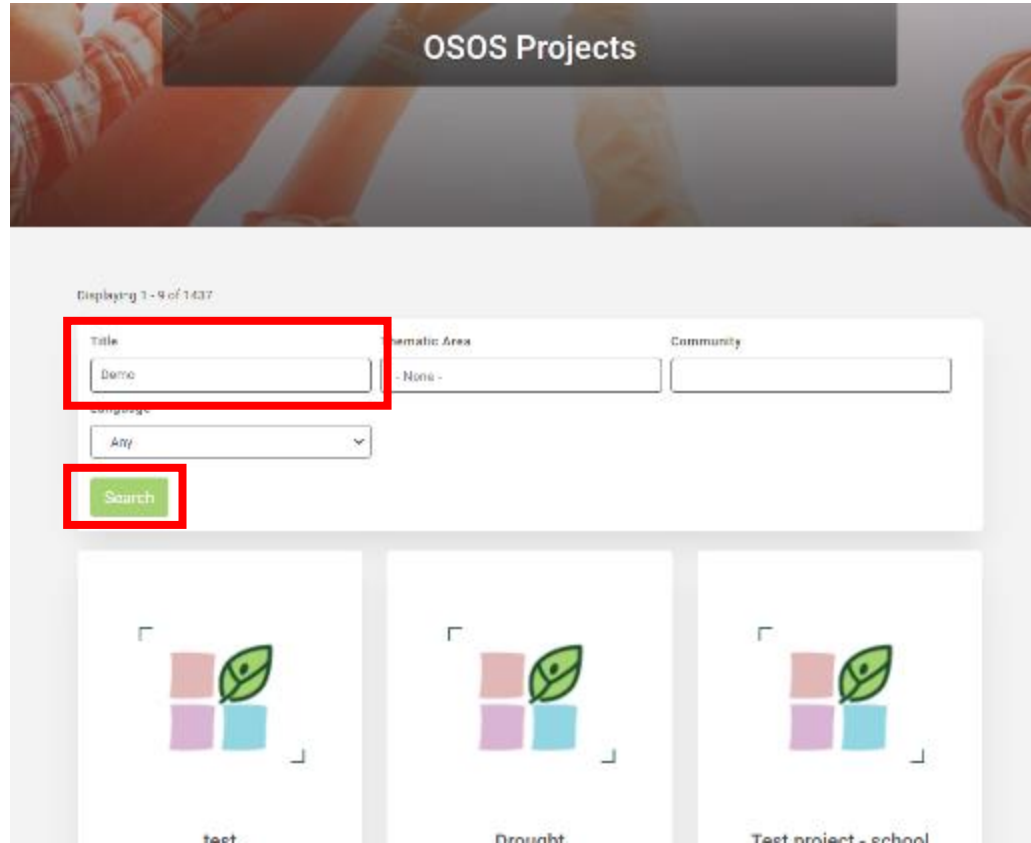 OSOS Projects
Displaying 1 - 9 of 1437
Title
Thematic Area
Community
Demo
- None -
Language
Any
Search
test
Drought
Test project - school